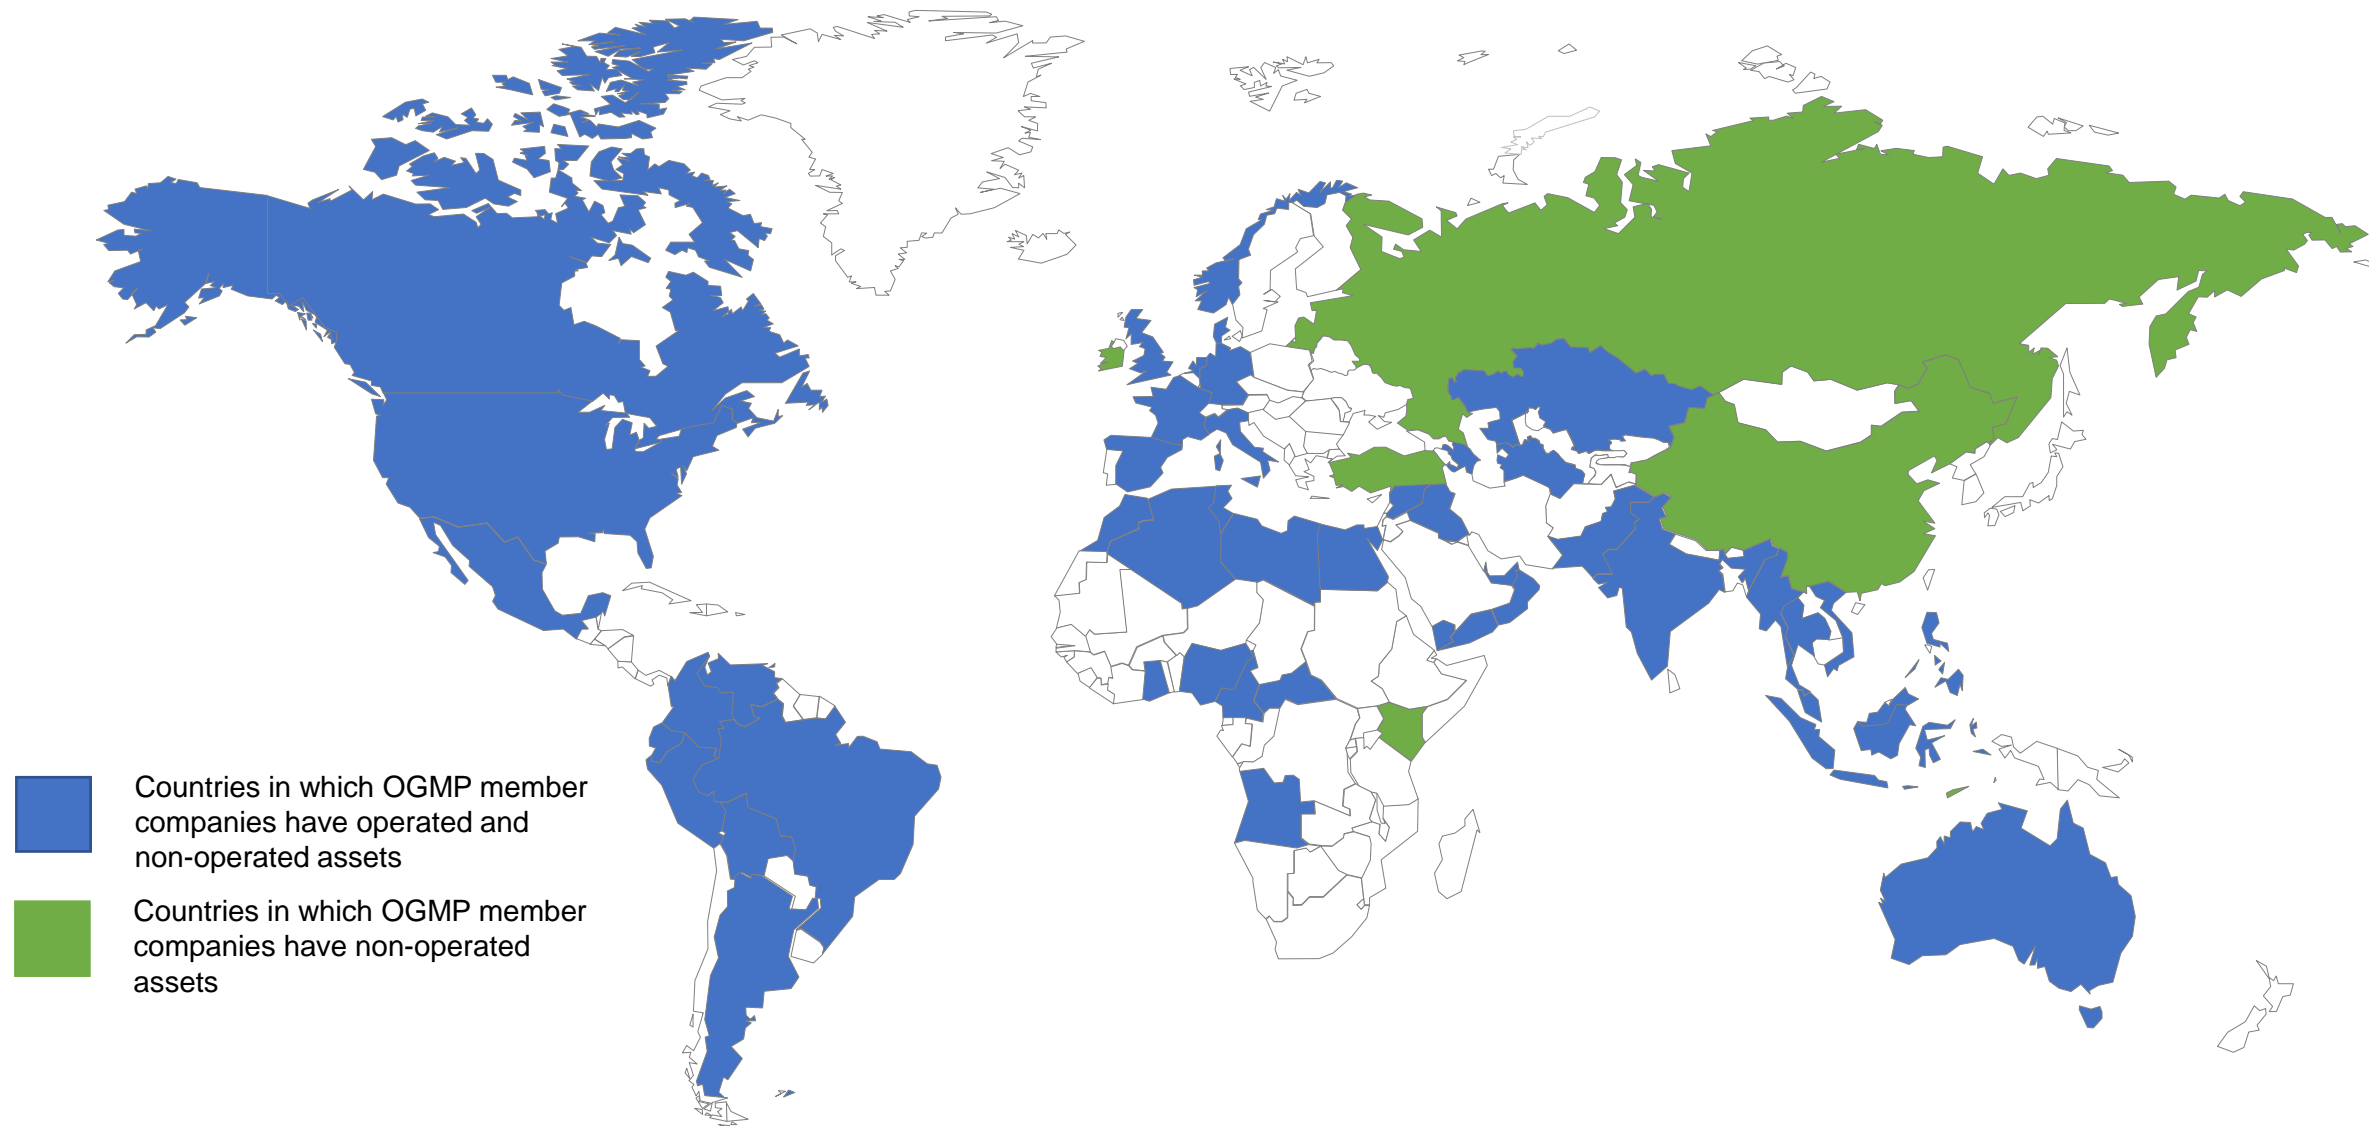 Countries in which OGMP member
companies have operated and
non-operated assets
Countries in which OGMP member
companies have non-operated
assets